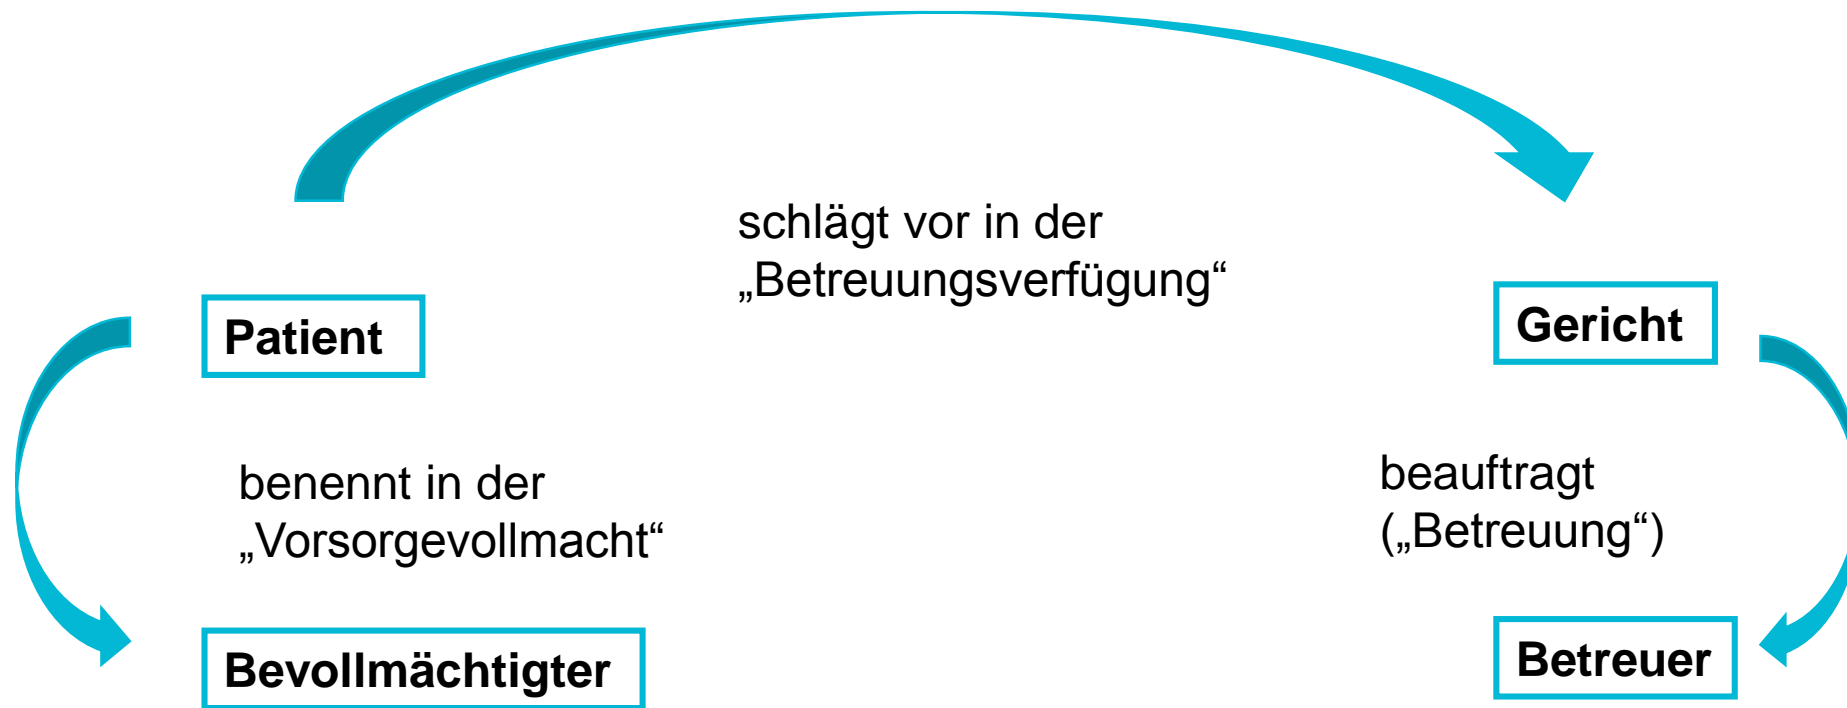 schlägt vor in der
„Betreuungsverfügung“
Patient
Gericht
benennt in der
„Vorsorgevollmacht“
beauftragt
(„Betreuung“)
Bevollmächtigter
Betreuer